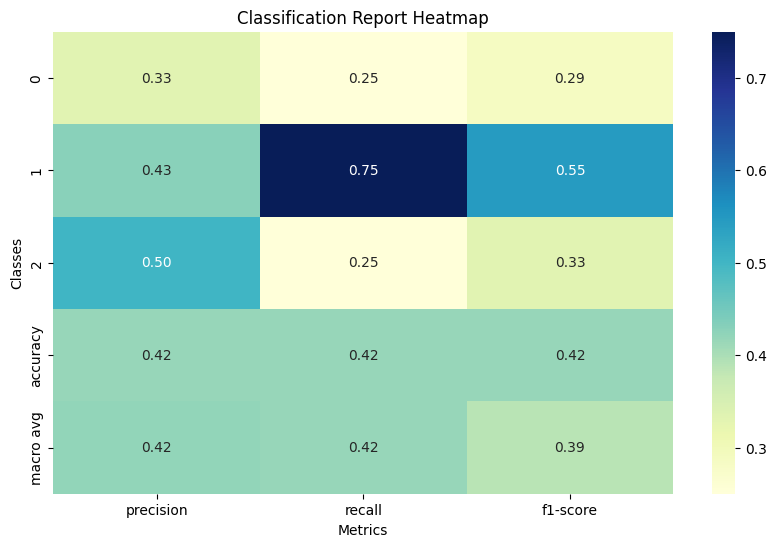 Classification Report Heatmap
0 0.33 0.25 0.29
1 0.43 0.75 0.55
2 0.50 0.25 0.33
accuracy 0.42 0.42 0.42
macro avg 0.42 0.42 0.39
Classes
precision recall f1-score
Metrics
0.7
0.6
0.5
0.4
0.3